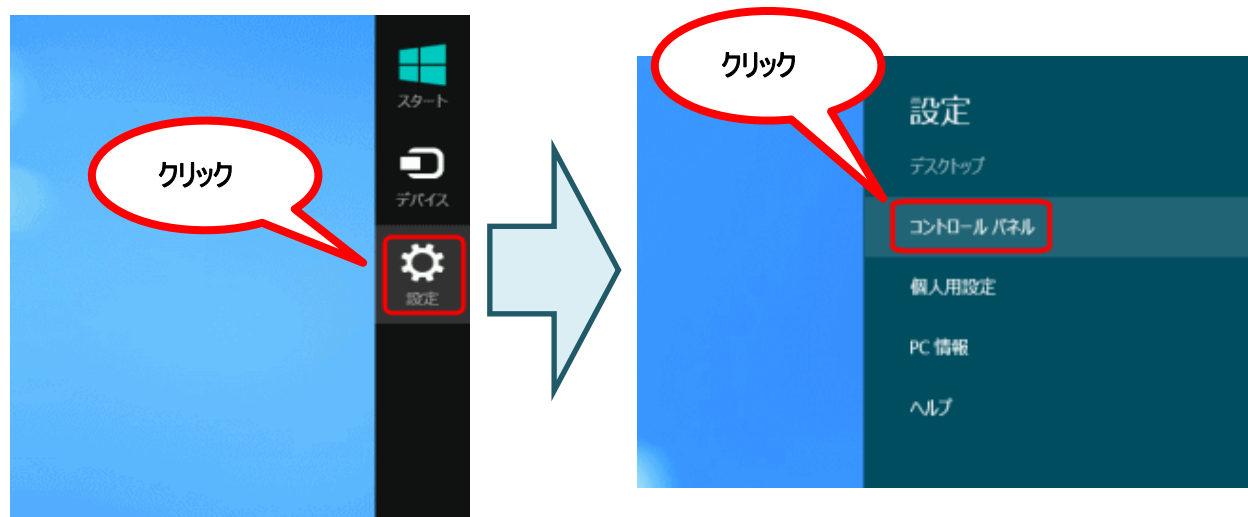 スタート
デバイス
クリック
設定
クリック
設定
デスクトップ
コントロール パネル
個人用設定
PC 情報
ヘルプ